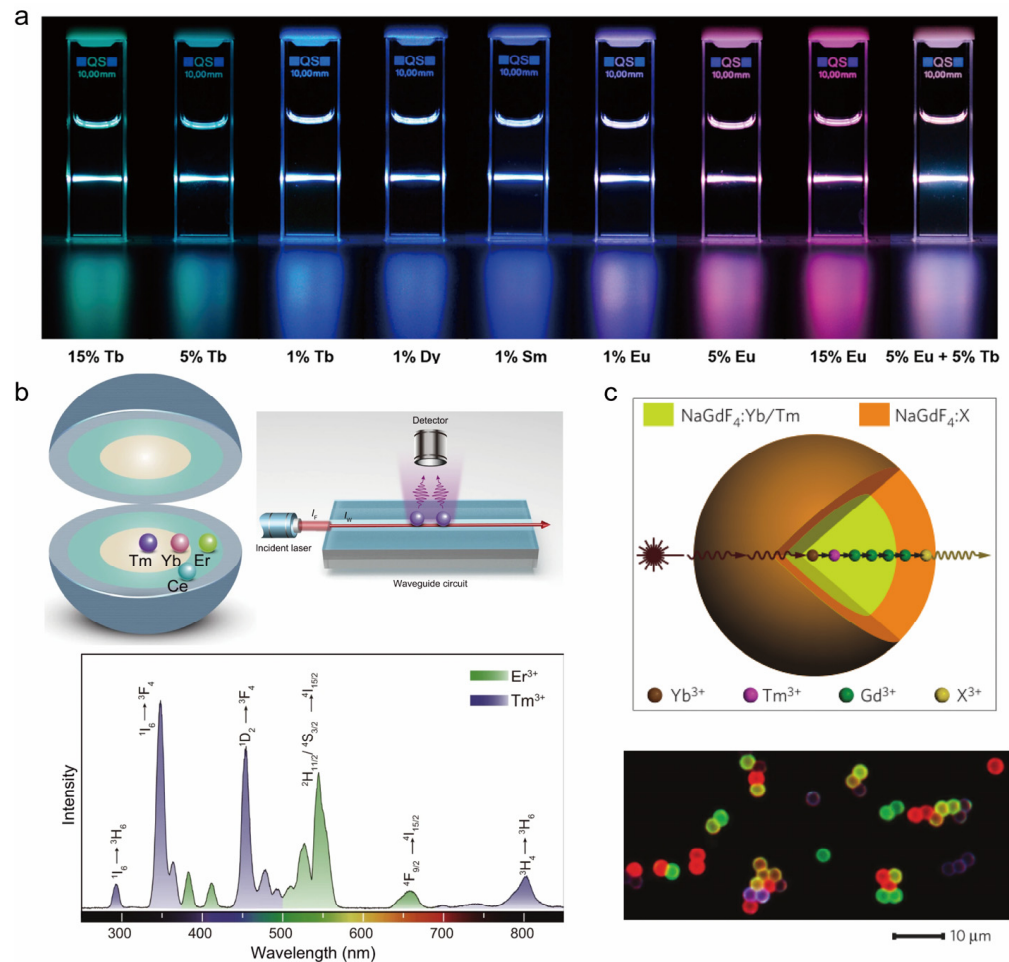 a
QS QS QS QS QS QS QS QS QS
10,00mm 10,00mm 10,00mm 10,00mm 10,00mm 10,00mm 10,00mm 10,00mm 10,00mm
15% Tb 5% Tb 1% Tb 1% Dy 1% Sm 1% Eu 5% Eu 15% Eu 5% Eu + 5% Tb
b
Tm Yb Er
Ce
Detector
I_F
I_W
Incident laser
Waveguide circuit
Er³⁺
Tm³⁺
¹I₆ → ³H₆
¹I₆ → ³F₄
¹D₂ → ³F₄
²H₁₁/₂/ ⁴S₃/₂ → ⁴I₁₅/₂
⁴F₉/₂ → ⁴I₁₅/₂
³H₄ → ³H₆
Intensity
300 400 500 600 700 800
Wavelength (nm)
c
NaGdF₄:Yb/Tm NaGdF₄:X
Yb³⁺ Tm³⁺ Gd³⁺ X³⁺
10 μm